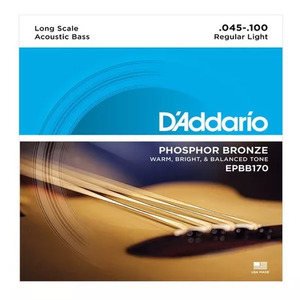 Long Scale
Acoustic Bass
.045-.100
Regular Light
D'Addario
PHOSPHOR BRONZE
WARM, BRIGHT, & BALANCED TONE
EPBB170